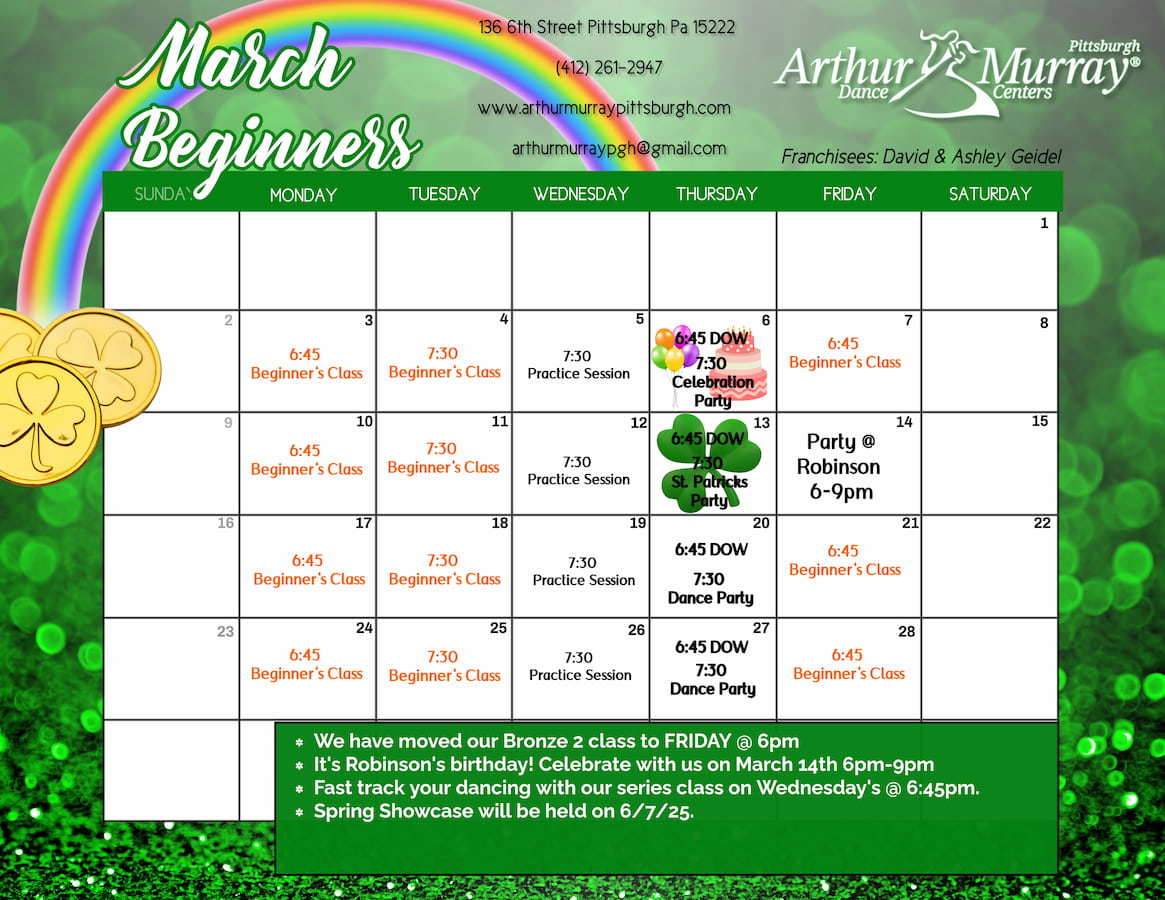 March
Beginners
136 6th Street Pittsburgh Pa 15222
(412) 261-2947
www.arthurmurraypittsburgh.com
arthurmurraypgh@gmail.com
Pittsburgh
Arthur Murray®
Dance Centers
Franchisees: David & Ashley Geidel
SUNDAY MONDAY TUESDAY WEDNESDAY THURSDAY FRIDAY SATURDAY
1
2
3
6:45
Beginner's Class
4
7:30
Beginner's Class
5
7:30
Practice Session
6
6:45 DOW
7:30
Celebration
Party
7
6:45
Beginner's Class
8
9
10
6:45
Beginner's Class
11
7:30
Beginner's Class
12
7:30
Practice Session
13
6:45 DOW
7:30
St. Patricks
Party
14
Party @
Robinson
6-9pm
15
16
17
6:45
Beginner's Class
18
7:30
Beginner's Class
19
7:30
Practice Session
20
6:45 DOW
7:30
Dance Party
21
6:45
Beginner's Class
22
23
24
6:45
Beginner's Class
25
7:30
Beginner's Class
26
7:30
Practice Session
27
6:45 DOW
7:30
Dance Party
28
6:45
Beginner's Class
* We have moved our Bronze 2 class to FRIDAY @ 6pm
* It's Robinson's birthday! Celebrate with us on March 14th 6pm-9pm
* Fast track your dancing with our series class on Wednesday's @ 6:45pm.
* Spring Showcase will be held on 6/7/25.